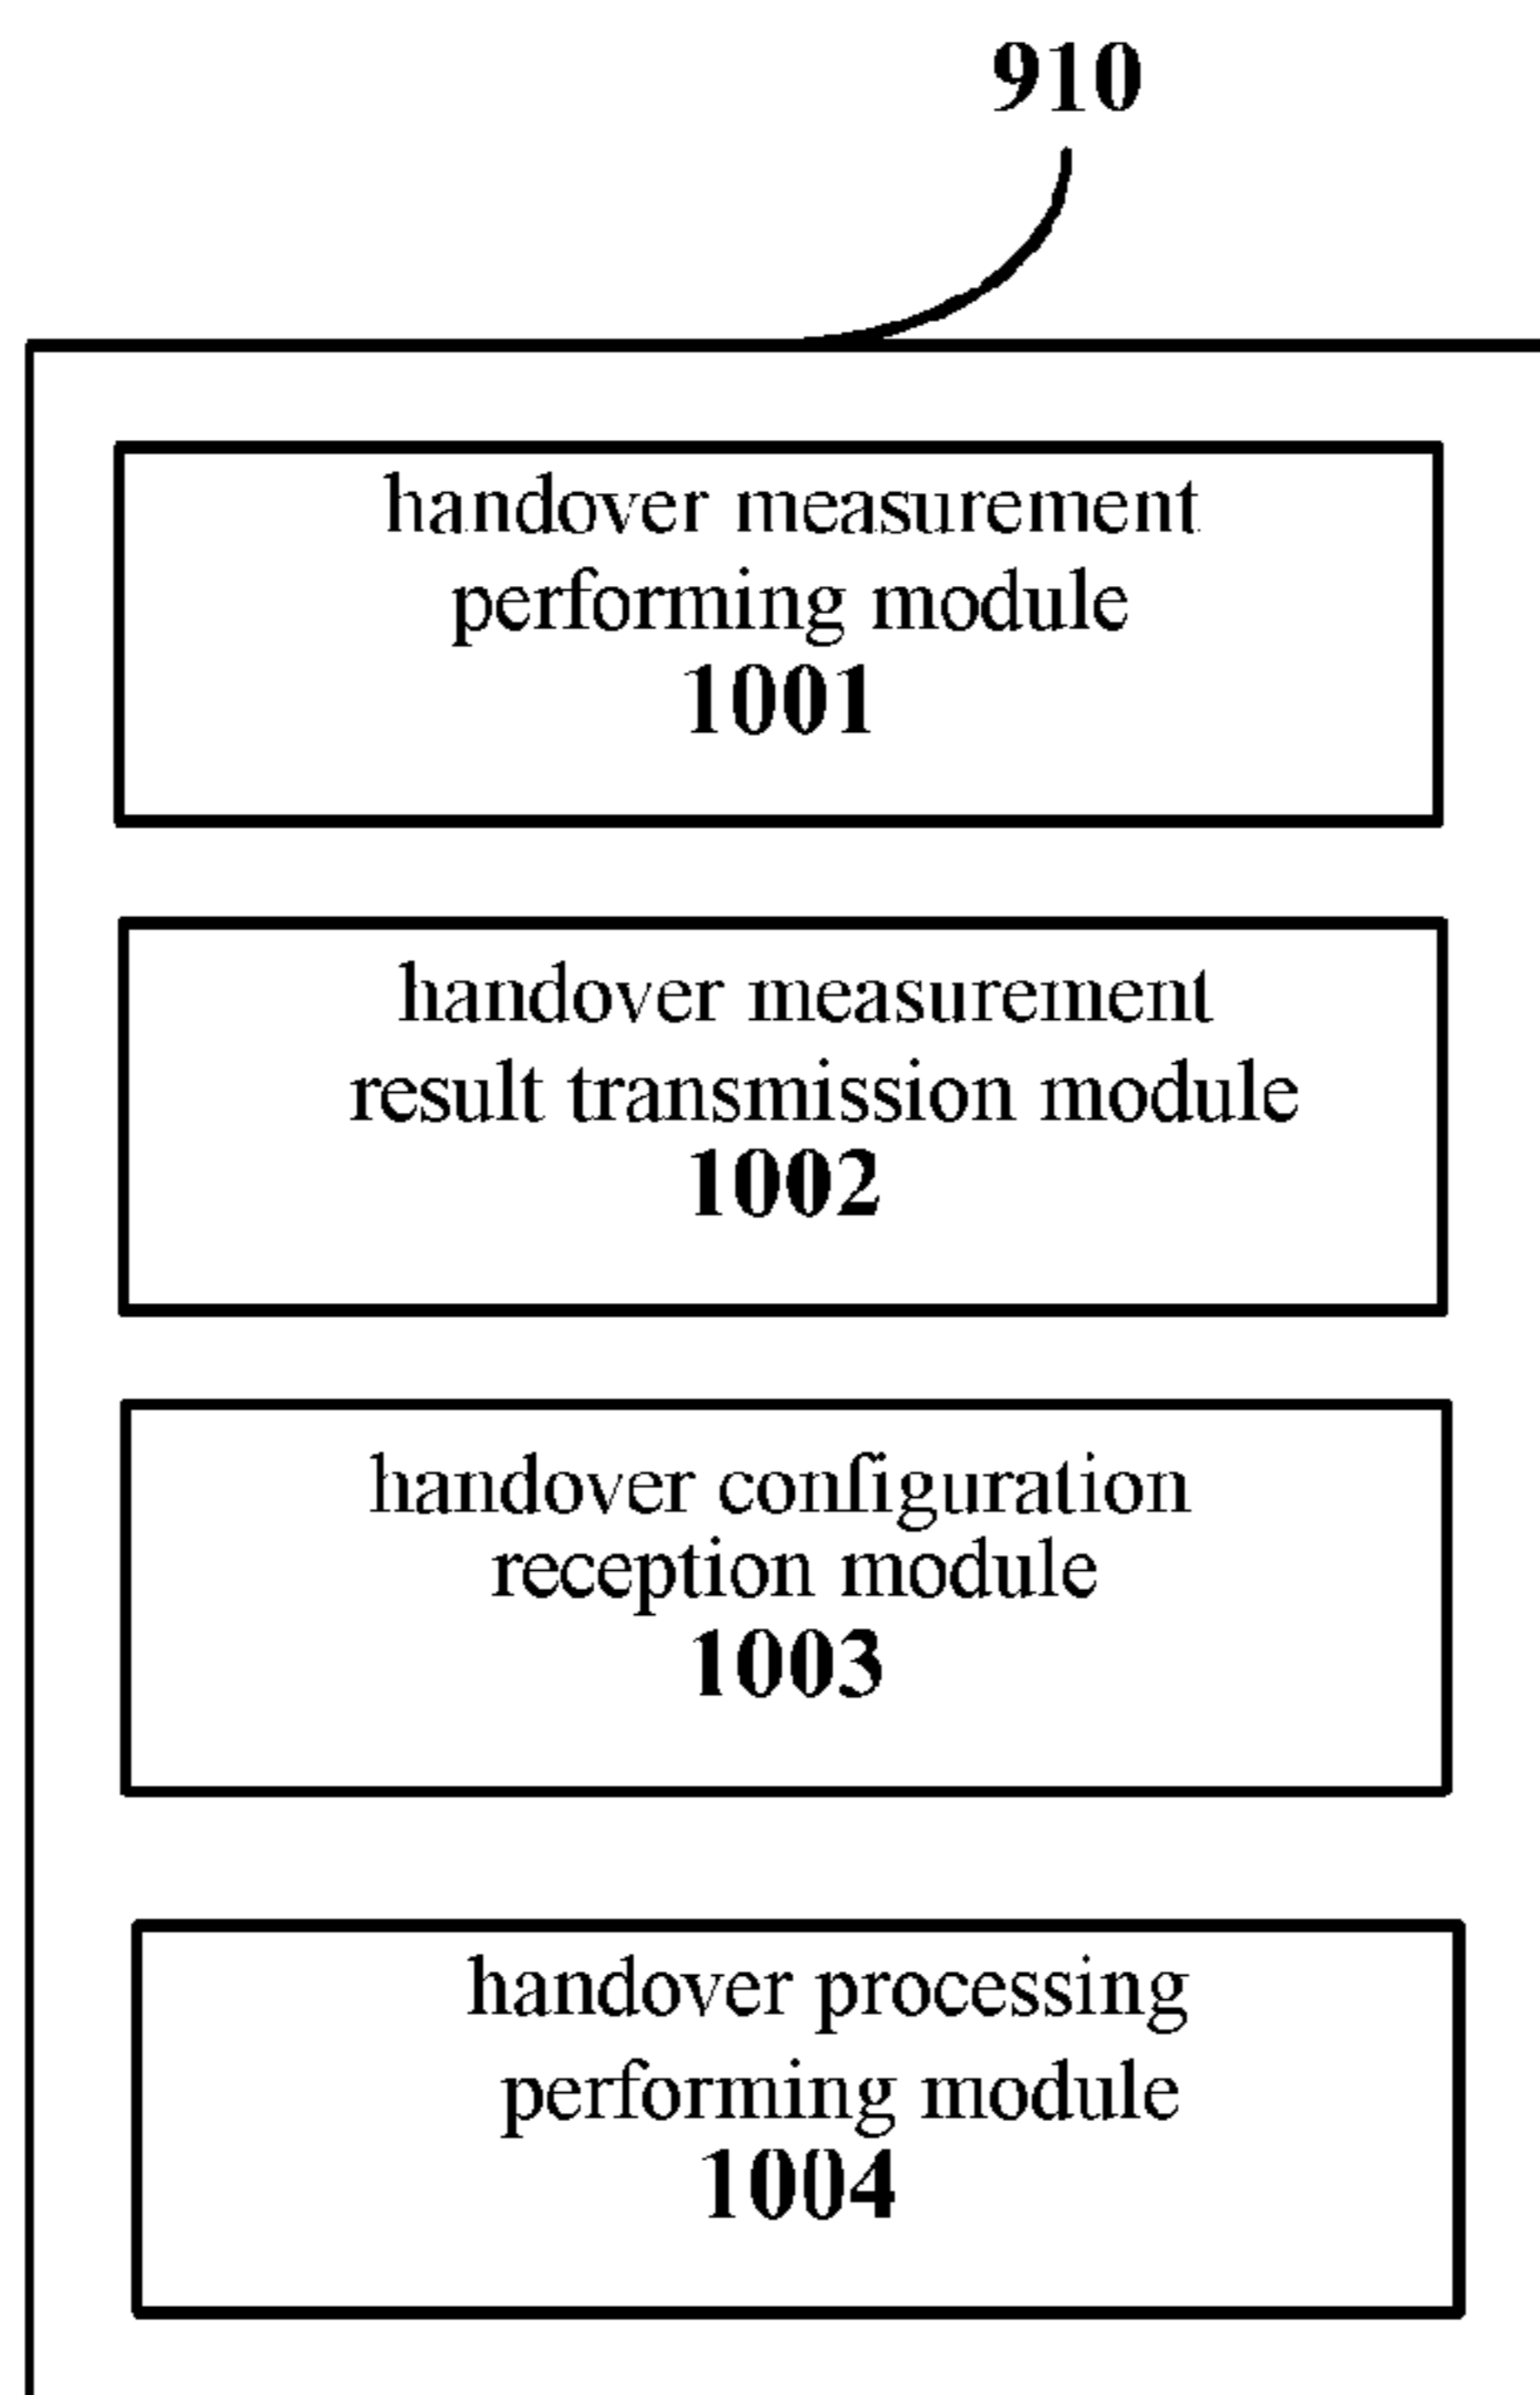 910
handover measurement
performing module
1001
handover measurement
result transmission module
1002
handover configuration
reception module
1003
handover processing
performing module
1004